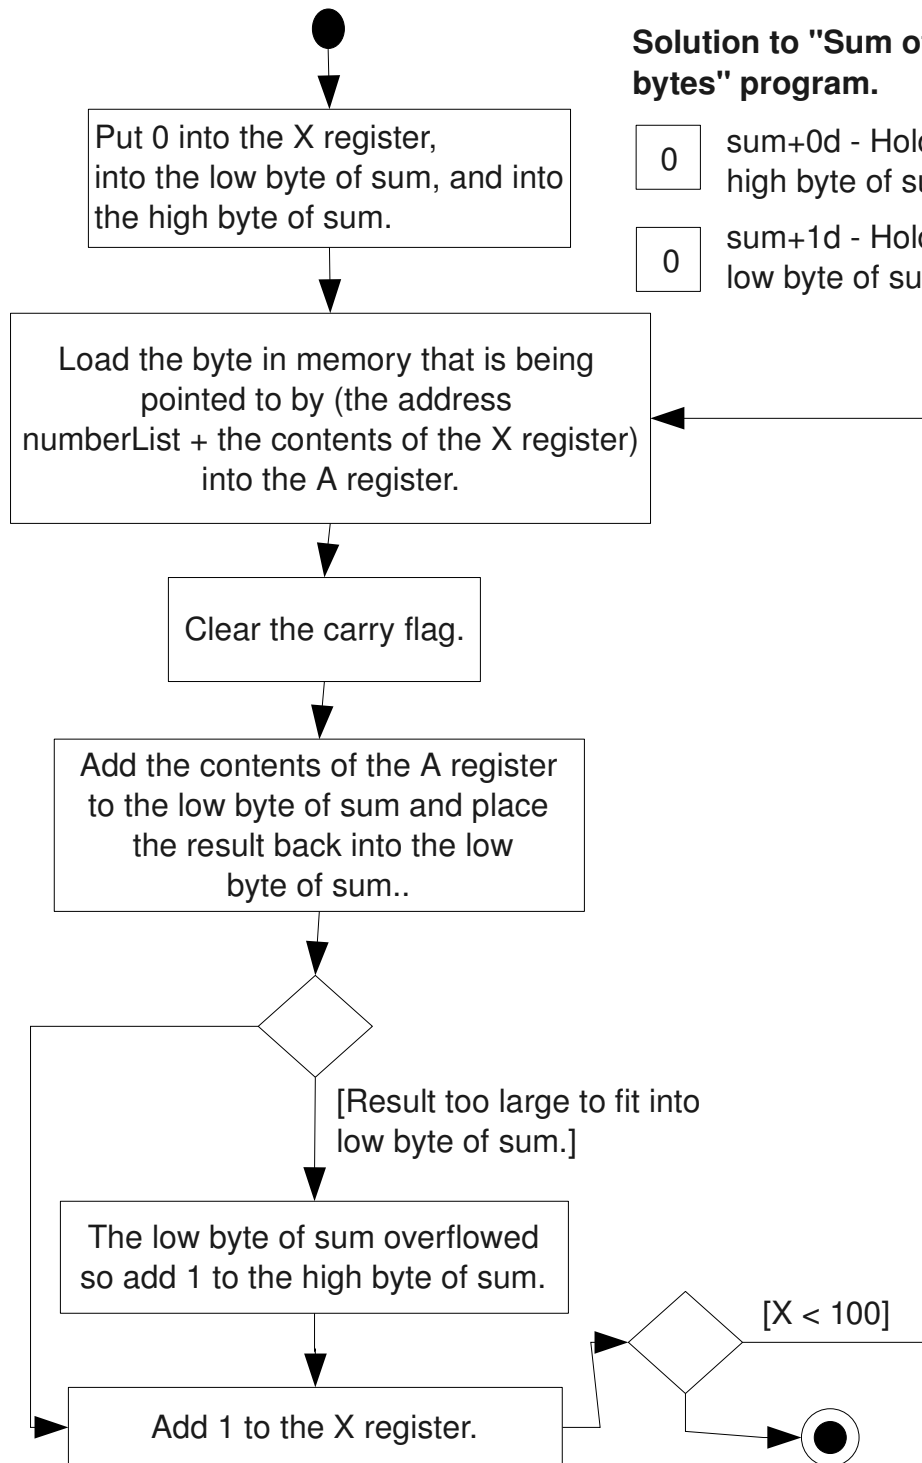 Solution to "Sum o
bytes" program.
0
sum+0d - Hol
high byte of s
0
sum+1d - Hol
low byte of su
Put 0 into the X register,
into the low byte of sum, and into
the high byte of sum.
Load the byte in memory that is being
pointed to by (the address
numberList + the contents of the X register)
into the A register.
Clear the carry flag.
Add the contents of the A register
to the low byte of sum and place
the result back into the low
byte of sum..
[Result too large to fit into
low byte of sum.]
The low byte of sum overflowed
so add 1 to the high byte of sum.
Add 1 to the X register.
[X < 100]